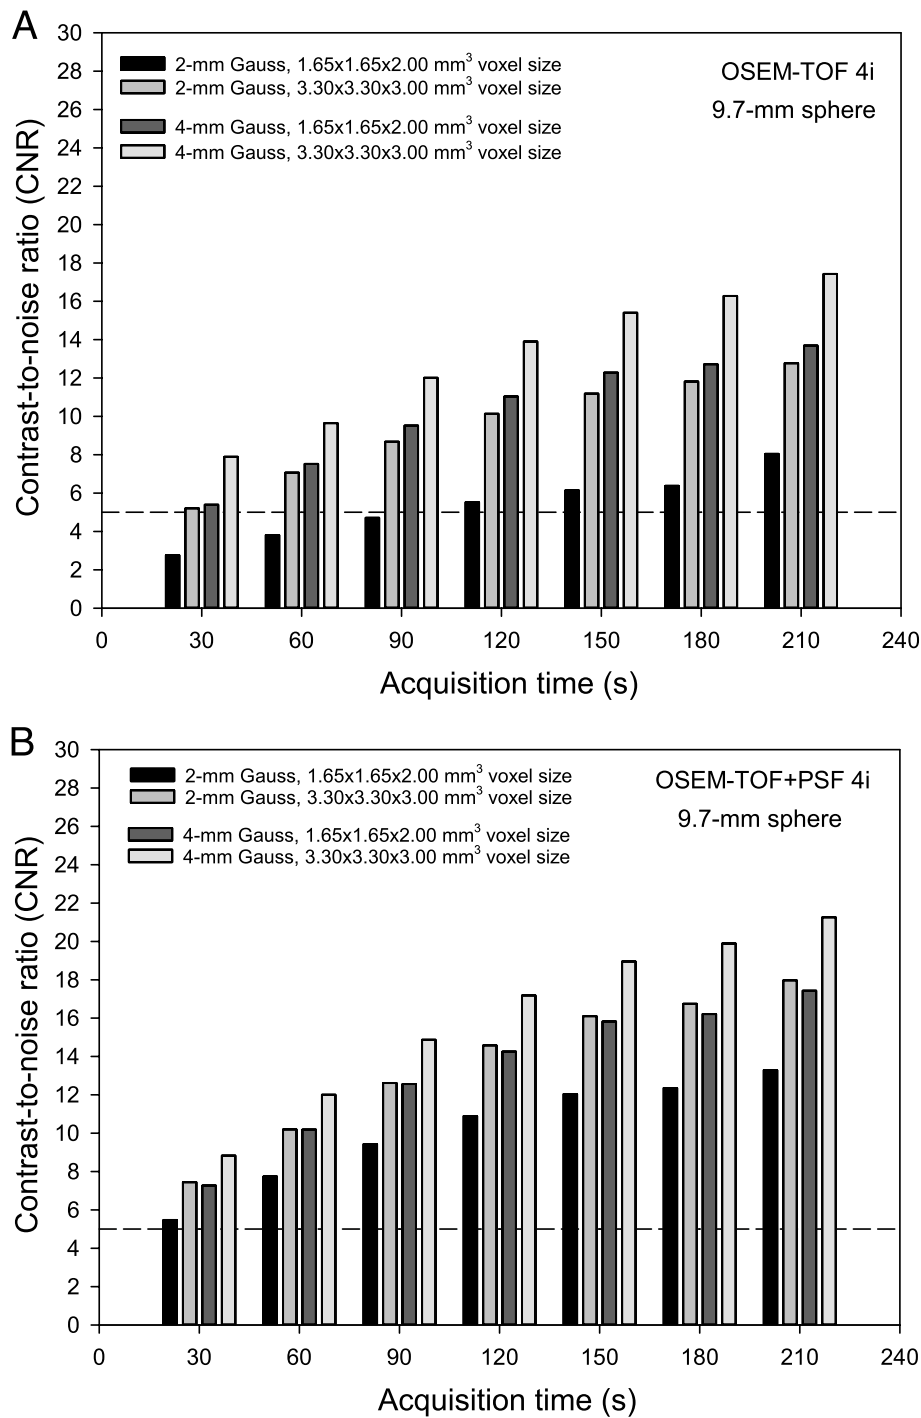 A
30
28
26
24
22
20
18
16
14
12
10
8
6
4
2
0
Contrast-to-noise ratio (CNR)
2-mm Gauss, 1.65x1.65x2.00 mm³ voxel size
2-mm Gauss, 3.30x3.30x3.00 mm³ voxel size
4-mm Gauss, 1.65x1.65x2.00 mm³ voxel size
4-mm Gauss, 3.30x3.30x3.00 mm³ voxel size
OSEM-TOF 4i
9.7-mm sphere
0 30 60 90 120 150 180 210 240
Acquisition time (s)
B
30
28
26
24
22
20
18
16
14
12
10
8
6
4
2
0
Contrast-to-noise ratio (CNR)
2-mm Gauss, 1.65x1.65x2.00 mm³ voxel size
2-mm Gauss, 3.30x3.30x3.00 mm³ voxel size
4-mm Gauss, 1.65x1.65x2.00 mm³ voxel size
4-mm Gauss, 3.30x3.30x3.00 mm³ voxel size
OSEM-TOF+PSF 4i
9.7-mm sphere
0 30 60 90 120 150 180 210 240
Acquisition time (s)